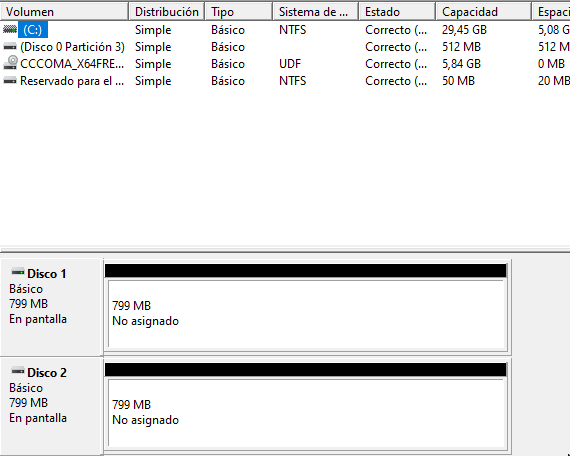 Volumen Distribución Tipo Sistema de ... Estado Capacidad Espaci
(C:) Simple Básico NTFS Correcto (... 29,45 GB 5,08 G
(Disco 0 Partición 3) Simple Básico Correcto (... 512 MB 512 M
CCCOMA_X64FRE... Simple Básico UDF Correcto (... 5,84 GB 0 MB
Reservado para el ... Simple Básico NTFS Correcto (... 50 MB 20 MB
Disco 1
Básico
799 MB
En pantalla
799 MB
No asignado
Disco 2
Básico
799 MB
En pantalla
799 MB
No asignado